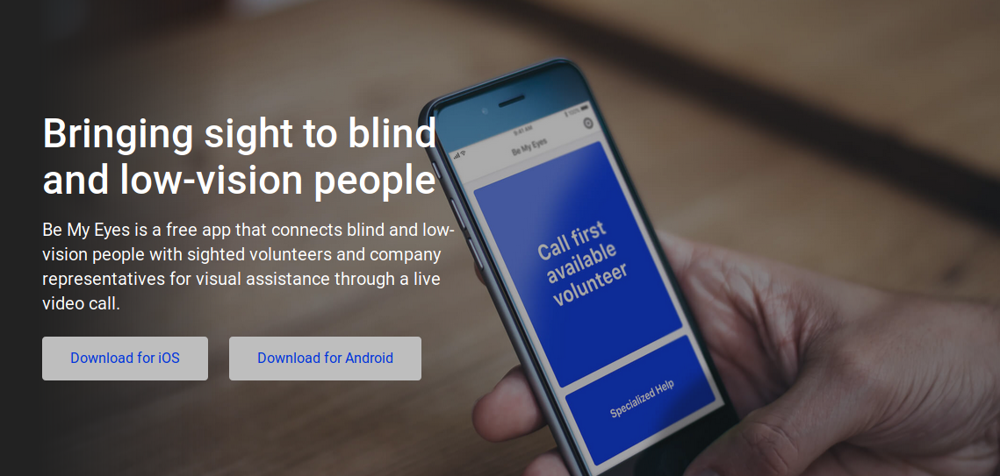 Bringing sight to blind
and low-vision people
Be My Eyes is a free app that connects blind and low-
vision people with sighted volunteers and company
representatives for visual assistance through a live
video call.
Download for iOS
Download for Android
9:41 AM
100%
Be My Eyes
Call first
available
volunteer
Specialized Help